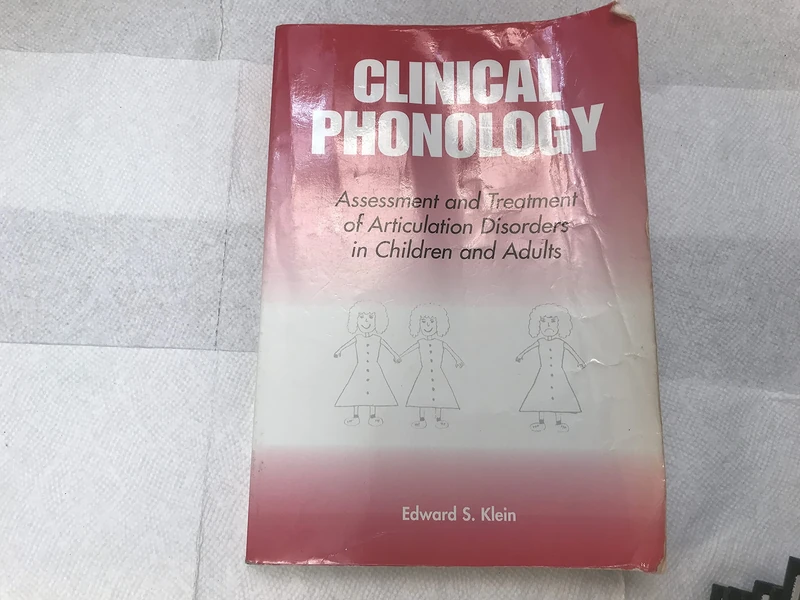 CLINICAL
PHONOLOGY
Assessment and Treatment
of Articulation Disorders
in Children and Adults
Edward S. Klein